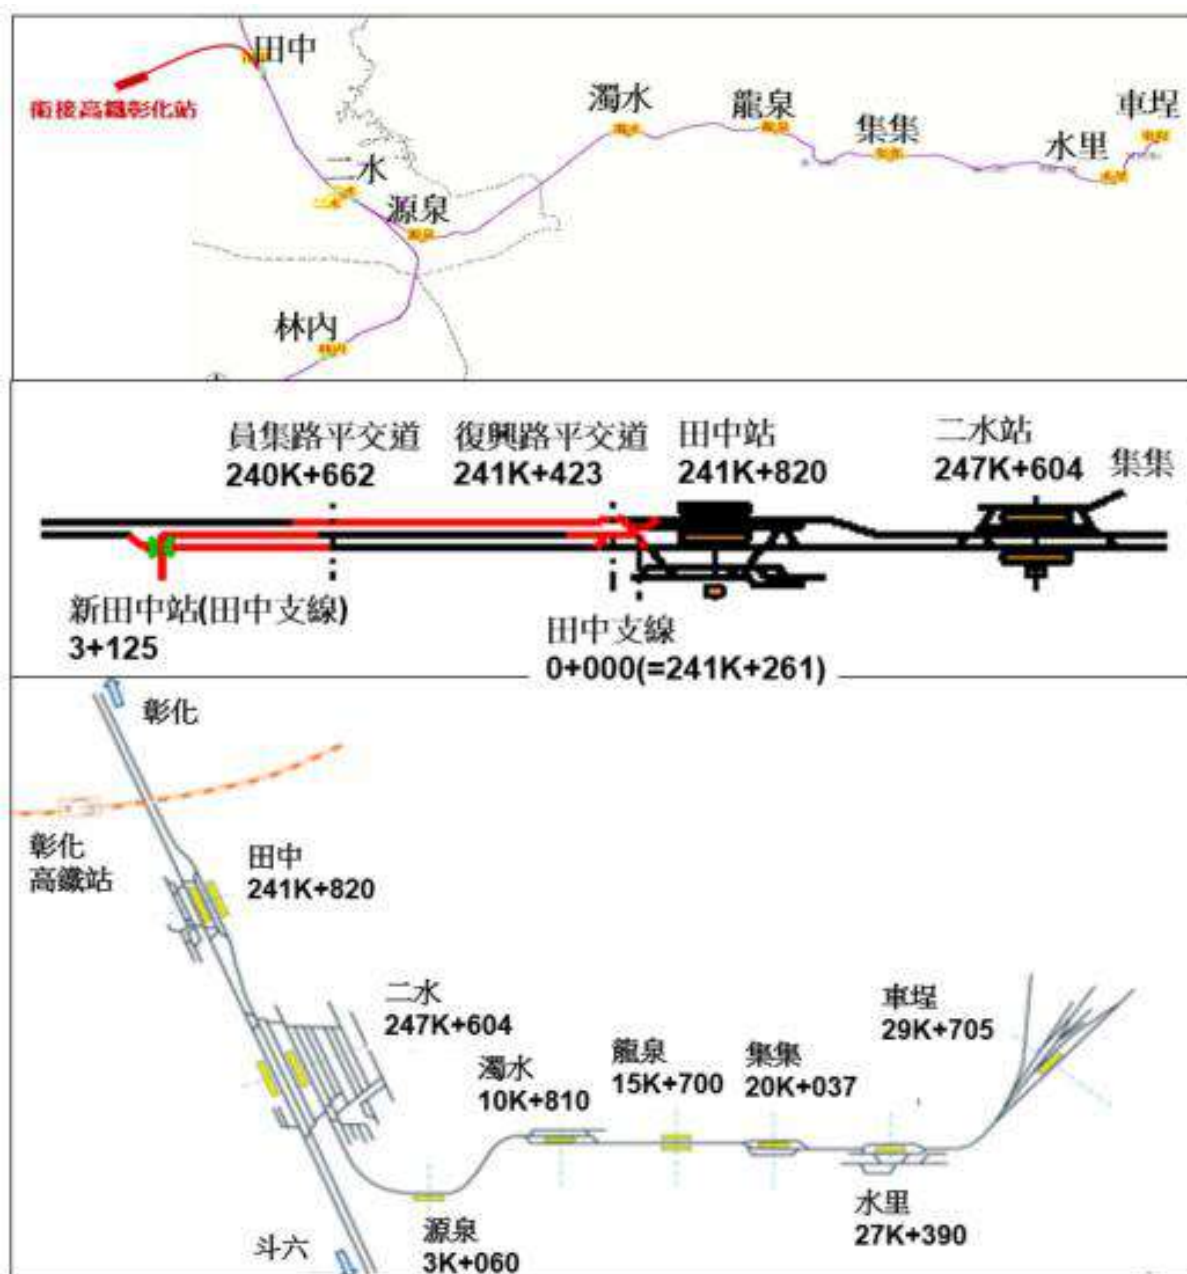 田中
銜接高鐵彰化站
濁水
龍泉
集集
車埕
水里
二水
源泉
林內
員集路平交道
240K+662
復興路平交道
241K+423
田中站
241K+820
二水站
247K+604
集集
新田中站(田中支線)
3+125
田中支線
0+000(=241K+261)
彰化
彰化
高鐵站
田中
241K+820
二水
247K+604
濁水
10K+810
龍泉
15K+700
集集
20K+037
車埕
29K+705
水里
27K+390
源泉
3K+060
斗六